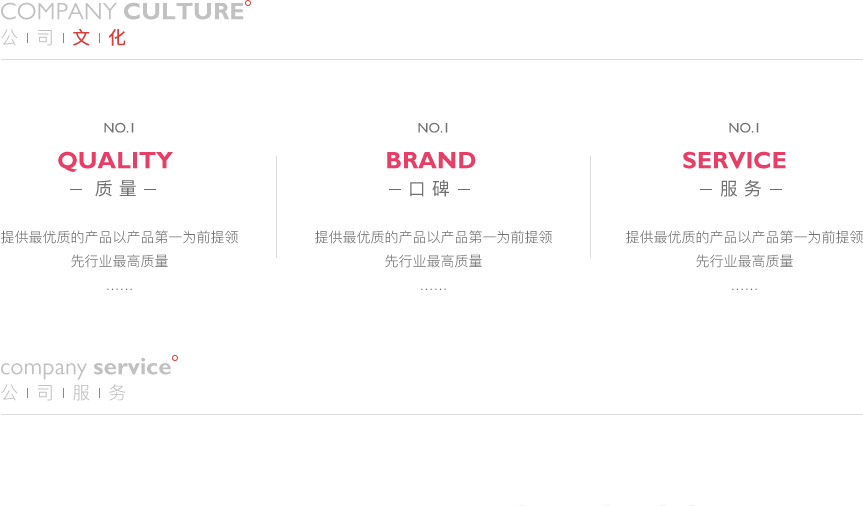 COMPANY CULTURE
公 司 文 化
NO.1
QUALITY
— 质 量 —
提供最优质的产品以产品第一为前提领
先行业最高质量
......
NO.1
BRAND
— 口 碑 —
提供最优质的产品以产品第一为前提领
先行业最高质量
......
NO.1
SERVICE
— 服 务 —
提供最优质的产品以产品第一为前提领
先行业最高质量
......
company service
公 司 服 务